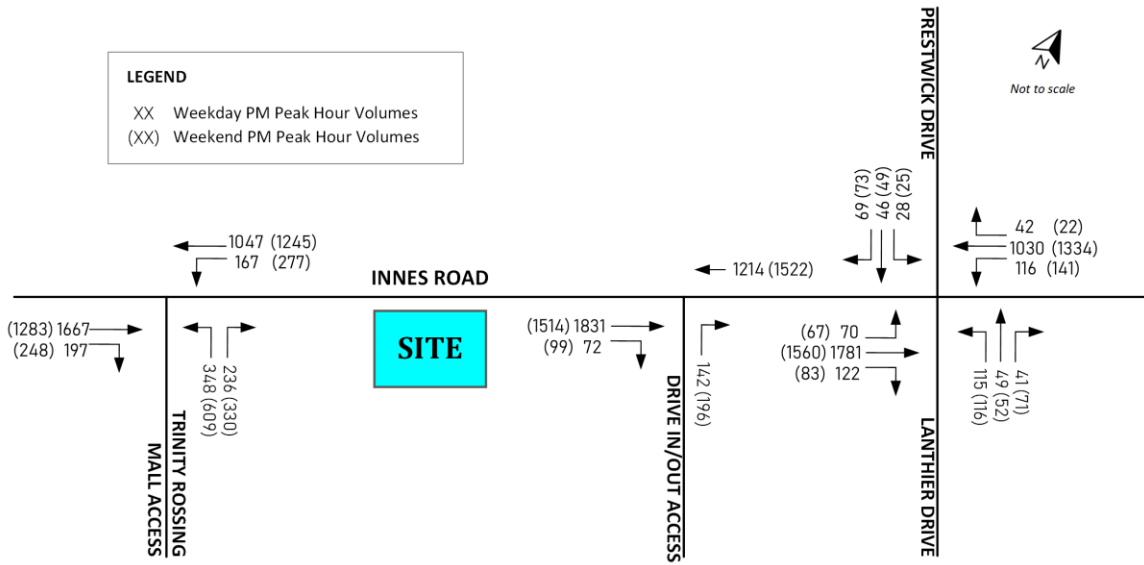 LEGEND
XX Weekday PM Peak Hour Volumes
(XX) Weekend PM Peak Hour Volumes
N
Not to scale
PRESTWICK DRIVE
69 (73)
46 (49)
28 (25)
1047 (1245)
167 (277)
INNES ROAD
1214 (1522)
42 (22)
1030 (1334)
116 (141)
(1283) 1667
(248) 197
348 (609)
236 (330)
SITE
(1514) 1831
(99) 72
142 (196)
(67) 70
(1560) 1781
(83) 122
115 (116)
49 (52)
41 (71)
MALL ACCESS
TRINITY ROSSING
DRIVE IN/OUT ACCESS
LANTHIER DRIVE